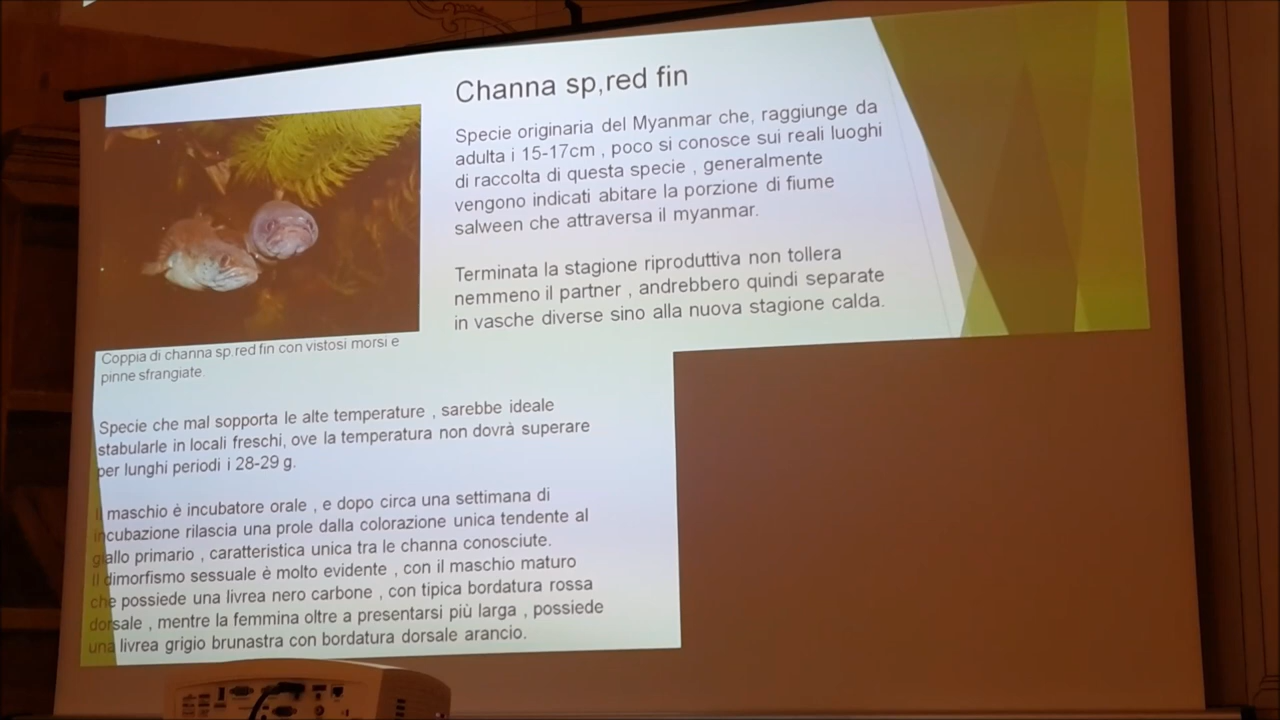 Channa sp,red fin
Specie originaria del Myanmar che, raggiunge da
adulta i 15-17cm , poco si conosce sui reali luoghi
di raccolta di questa specie , generalmente
vengono indicati abitare la porzione di fiume
salween che attraversa il myanmar.
Terminata la stagione riproduttiva non tollera
nemmeno il partner , andrebbero quindi separate
in vasche diverse sino alla nuova stagione calda.
Coppia di channa sp.red fin con vistosi morsi e
pinne sfrangiate.
Specie che mal sopporta le alte temperature , sarebbe ideale
stabularle in locali freschi, ove la temperatura non dovrà superare
per lunghi periodi i 28-29 g.
Il maschio è incubatore orale , e dopo circa una settimana di
incubazione rilascia una prole dalla colorazione unica tendente al
giallo primario , caratteristica unica tra le channa conosciute.
Il dimorfismo sessuale è molto evidente , con il maschio maturo
che possiede una livrea nero carbone , con tipica bordatura rossa
dorsale , mentre la femmina oltre a presentarsi più larga , possiede
una livrea grigio brunastra con bordatura dorsale arancio.